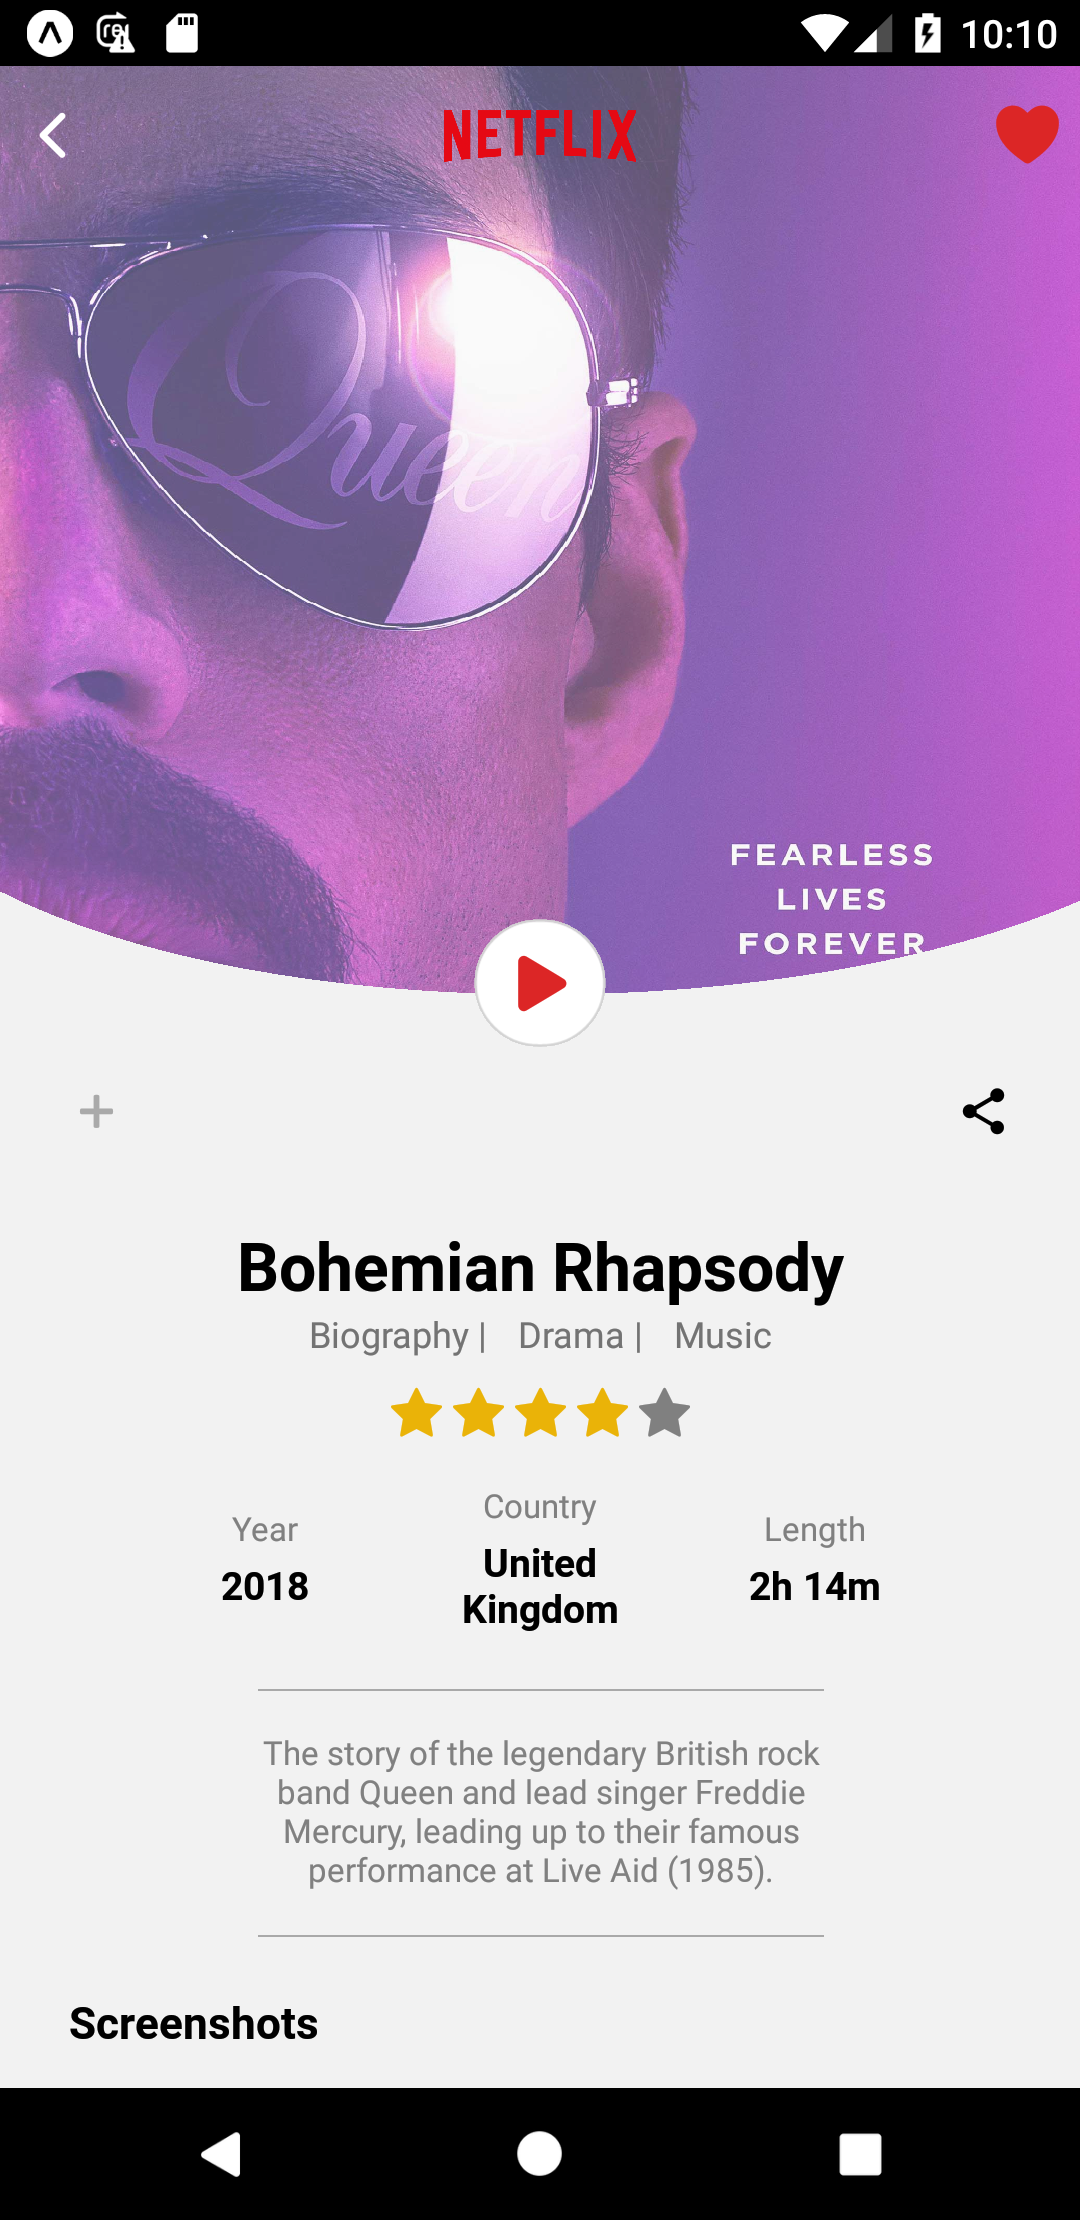 10:10
NETFLIX
Queen
FEARLESS
LIVES
FOREVER
Bohemian Rhapsody
Biography | Drama | Music
Country
Year
Length
United
2018
2h 14m
Kingdom
The story of the legendary British rock
band Queen and lead singer Freddie
Mercury, leading up to their famous
performance at Live Aid (1985).
Screenshots